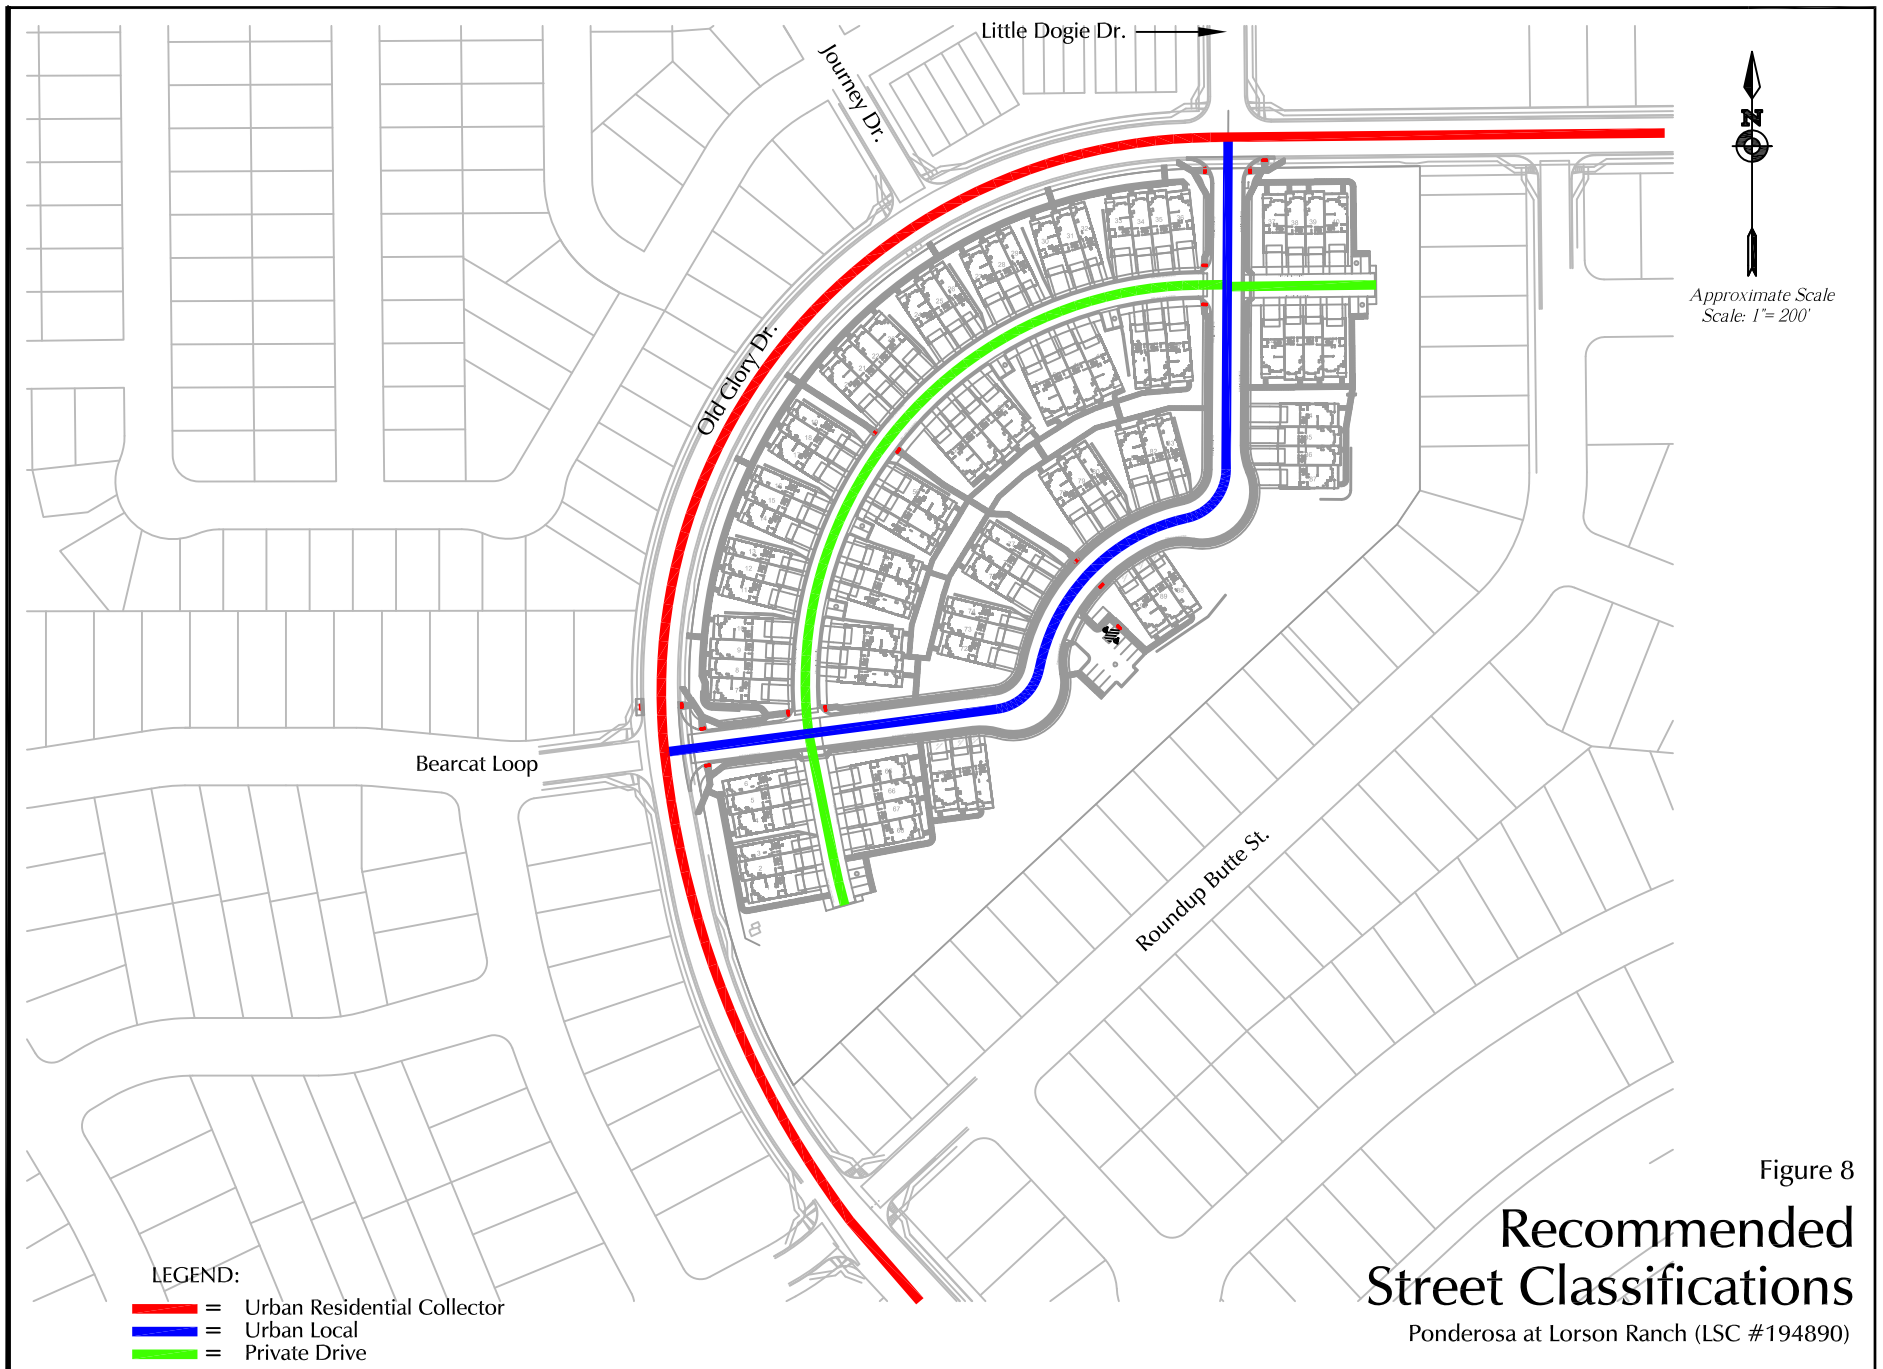 Little Dogie Dr.
Journey Dr.
N
Approximate Scale
Scale: 1"= 200'
Old Glory Dr.
Bearcat Loop
Roundup Butte St.
Figure 8
Recommended
Street Classifications
Ponderosa at Lorson Ranch (LSC #194890)
LEGEND:
= Urban Residential Collector
= Urban Local
= Private Drive